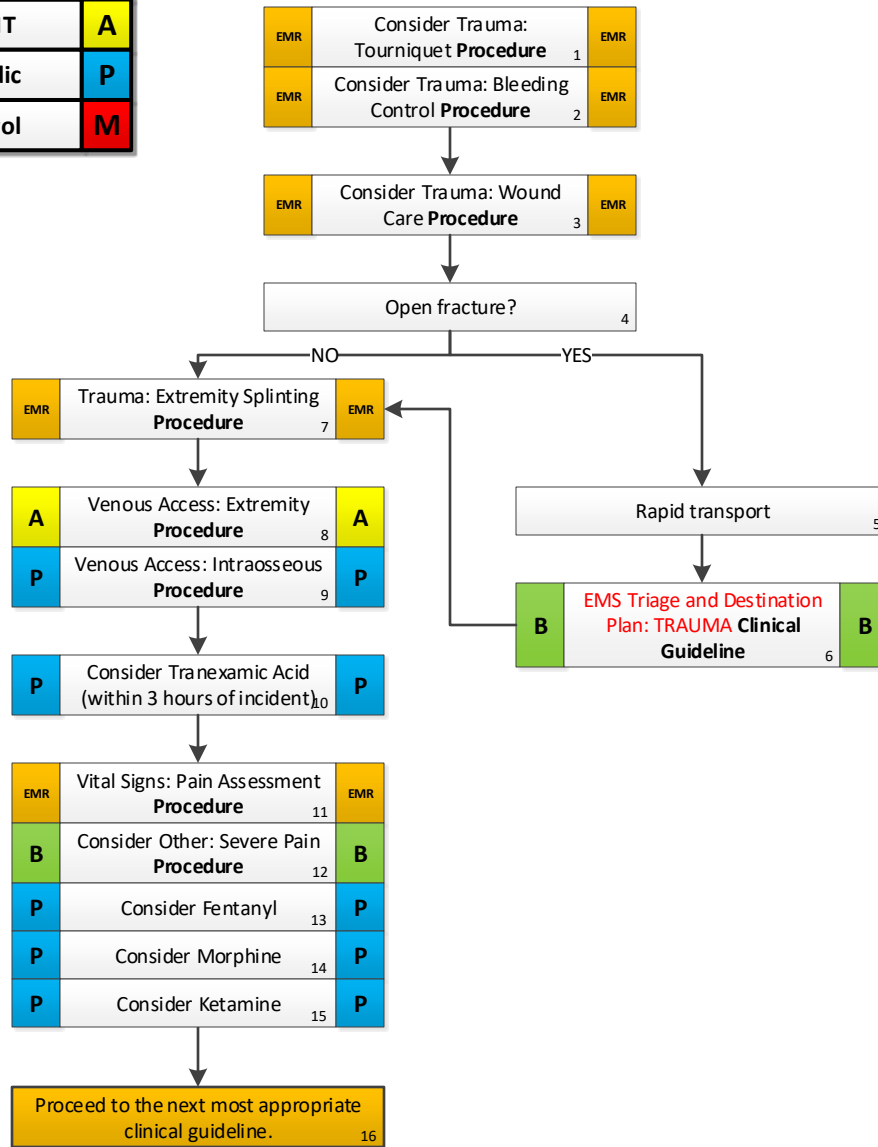 A
P
M
EMR
Consider Trauma:
Tourniquet Procedure
1
EMR
EMR
Consider Trauma: Bleeding
Control Procedure
2
EMR
EMR
Consider Trauma: Wound
Care Procedure
3
EMR
Open fracture?
4
NO
YES
EMR
Trauma: Extremity Splinting
Procedure
7
EMR
A
Venous Access: Extremity
Procedure
8
A
P
Venous Access: Intraosseous
Procedure
9
P
Rapid transport
5
B
EMS Triage and Destination
Plan: TRAUMA Clinical
Guideline
6
B
P
Consider Tranexamic Acid
(within 3 hours of incident)
10
P
EMR
Vital Signs: Pain Assessment
Procedure
11
EMR
B
Consider Other: Severe Pain
Procedure
12
B
P
Consider Fentanyl
13
P
P
Consider Morphine
14
P
P
Consider Ketamine
15
P
Proceed to the next most appropriate
clinical guideline.
16